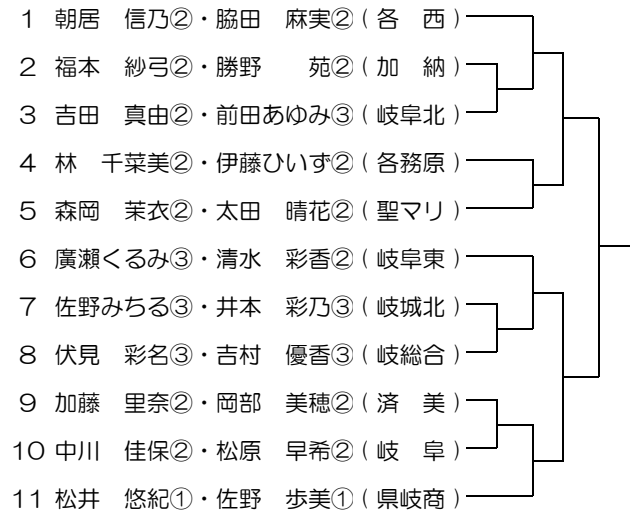 1 朝居　信乃②・脇田　麻実②(各　西)
2 福本　紗弓②・勝野　　苑②(加　納)
3 吉田　真由②・前田あゆみ③(岐阜北)
4 林　千菜美②・伊藤ひいず②(各務原)
5 森岡　茉衣②・太田　晴花②(聖マリ)
6 廣瀬くるみ③・清水　彩香②(岐阜東)
7 佐野みちる③・井本　彩乃③(岐城北)
8 伏見　彩名③・吉村　優香③(岐総合)
9 加藤　里奈②・岡部　美穂②(済　美)
10 中川　佳保②・松原　早希②(岐　阜)
11 松井　悠紀①・佐野　歩美①(県岐商)